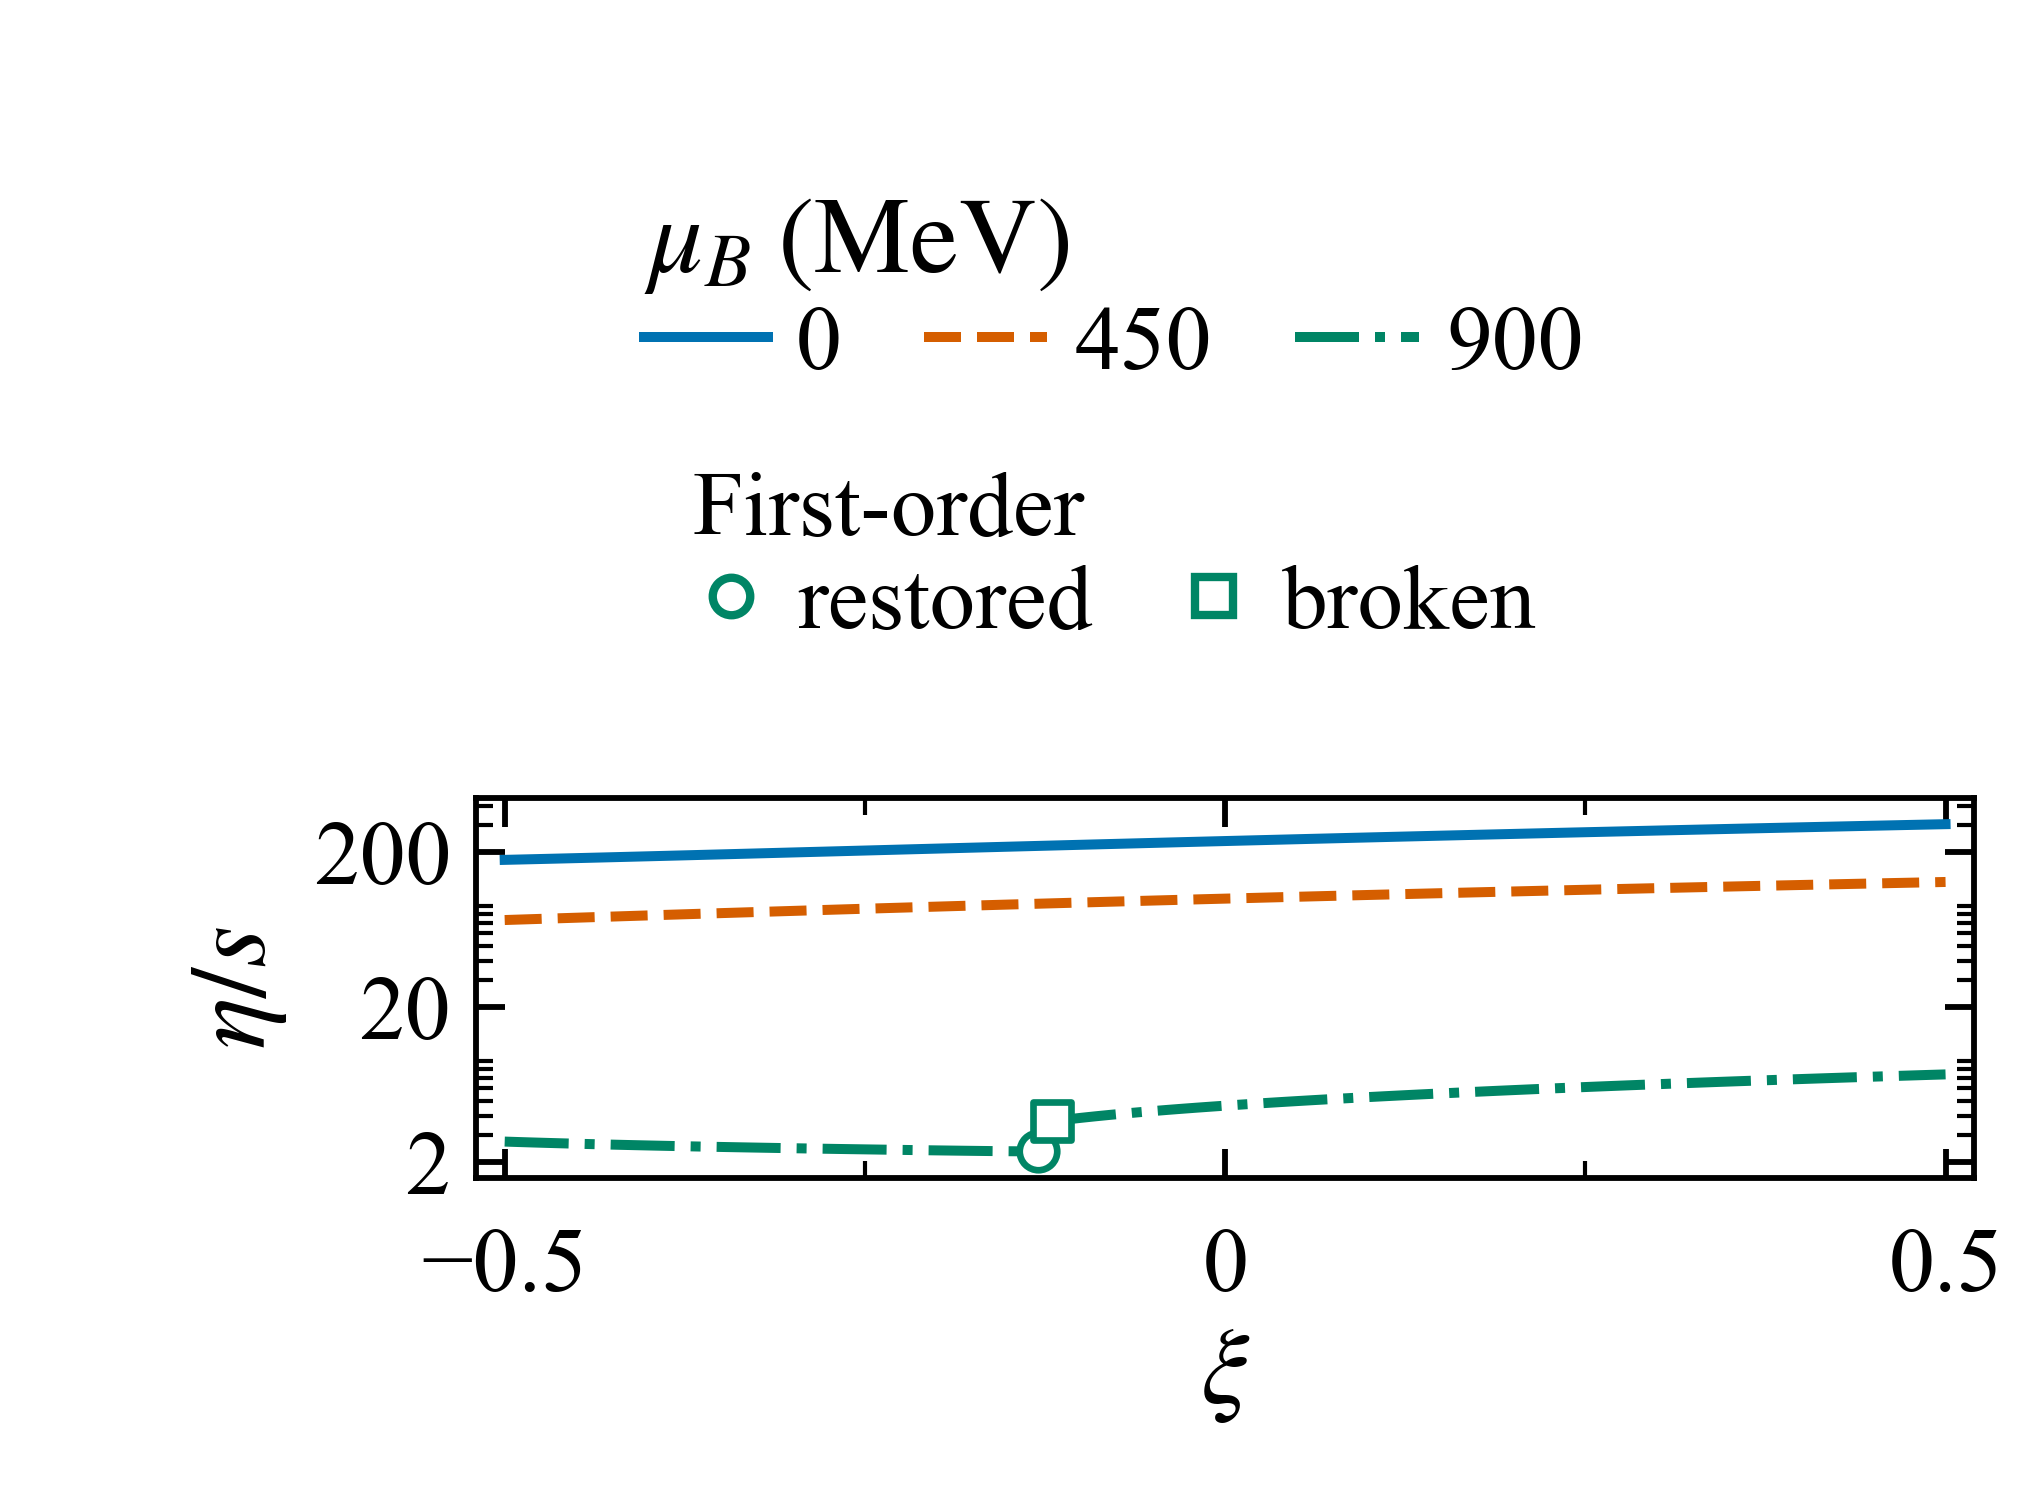 μB (MeV)
0 450 900
First-order
restored broken
200
20
2
η/s
−0.5 0 0.5
ξ